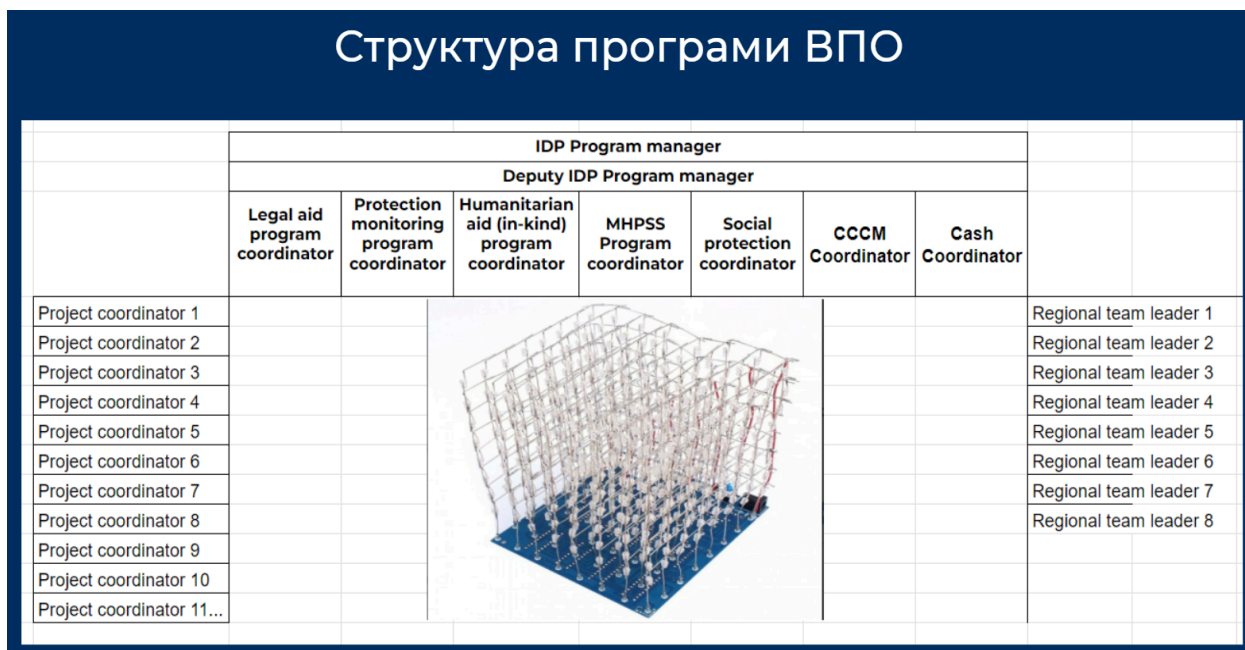 Структура програми ВПО
IDP Program manager
Deputy IDP Program manager
Legal aid
program
coordinator
Protection
monitoring
program
coordinator
Humanitarian
aid (in-kind)
program
coordinator
MHPSS
Program
coordinator
Social
protection
coordinator
CCCM
Coordinator
Cash
Coordinator
Project coordinator 1
Regional team leader 1
Project coordinator 2
Regional team leader 2
Project coordinator 3
Regional team leader 3
Project coordinator 4
Regional team leader 4
Project coordinator 5
Regional team leader 5
Project coordinator 6
Regional team leader 6
Project coordinator 7
Regional team leader 7
Project coordinator 8
Regional team leader 8
Project coordinator 9
Project coordinator 10
Project coordinator 11...